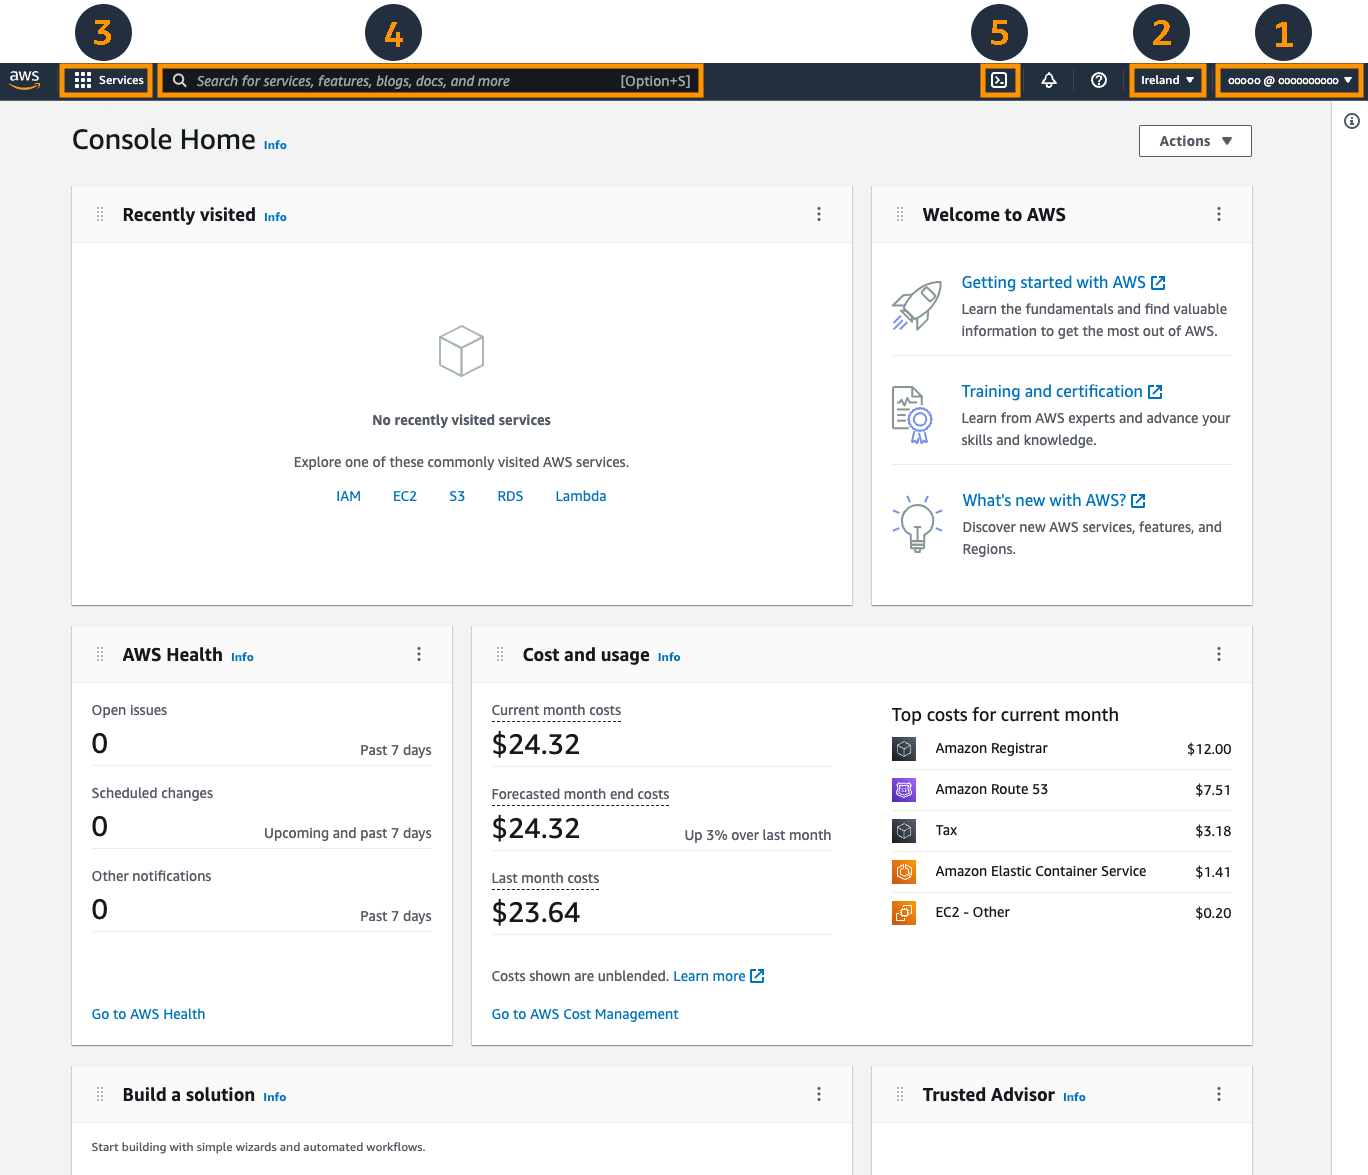 3
4
5
2
1
aws
Services
Search for services, features, blogs, docs, and more [Option+S]
Ireland ▼
ooooo @ oooooooooo ▼
Console Home Info
Actions ▼
Recently visited Info
No recently visited services
Explore one of these commonly visited AWS services.
IAM EC2 S3 RDS Lambda
Welcome to AWS
Getting started with AWS
Learn the fundamentals and find valuable
information to get the most out of AWS.
Training and certification
Learn from AWS experts and advance your
skills and knowledge.
What's new with AWS?
Discover new AWS services, features, and
Regions.
AWS Health Info
Open issues
0 Past 7 days
Scheduled changes
0 Upcoming and past 7 days
Other notifications
0 Past 7 days
Go to AWS Health
Cost and usage Info
Current month costs
$24.32
Forecasted month end costs
$24.32 Up 3% over last month
Last month costs
$23.64
Costs shown are unblended. Learn more
Go to AWS Cost Management
Top costs for current month
Amazon Registrar $12.00
Amazon Route 53 $7.51
Tax $3.18
Amazon Elastic Container Service $1.41
EC2 - Other $0.20
Build a solution Info
Start building with simple wizards and automated workflows.
Trusted Advisor Info